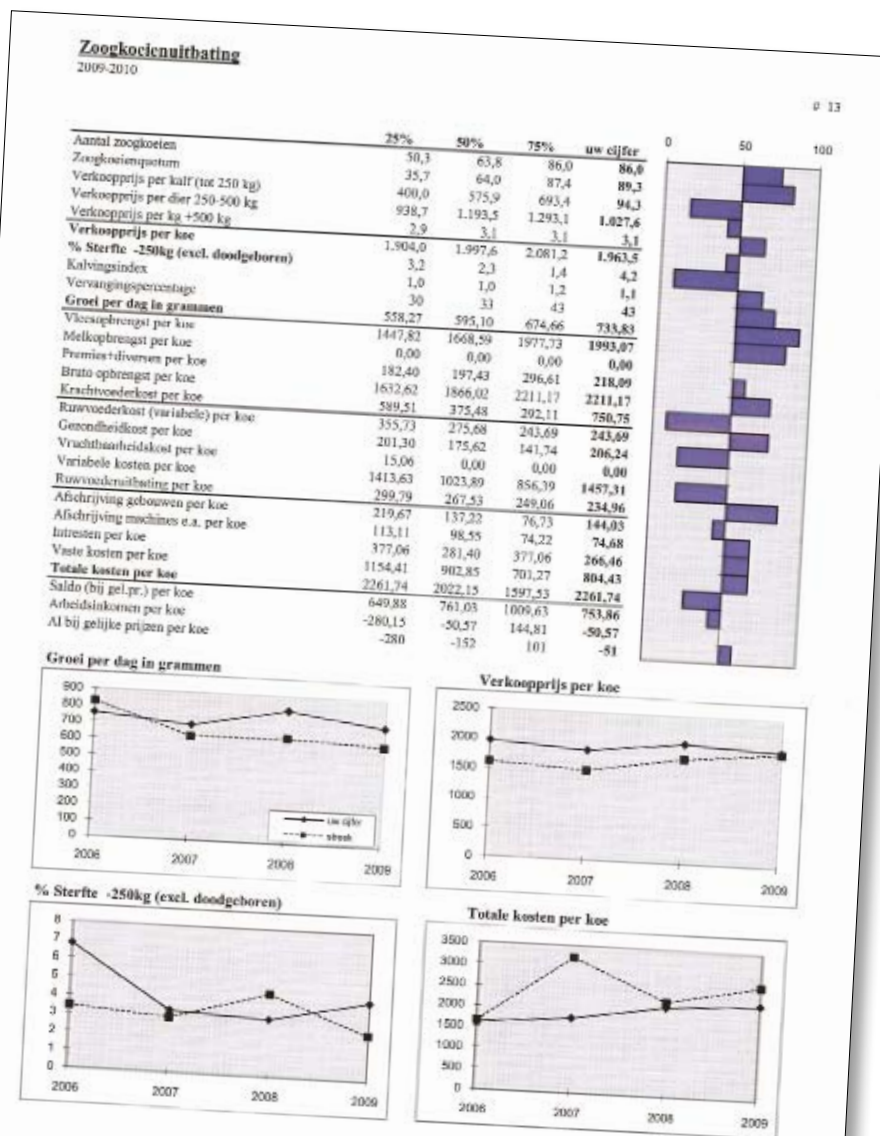 Zoogkoeienuitbating
2009-2010
# 13
25% 50% 75% uw cijfer
Aantal zoogkoeien 50,3 63,8 86,0 86,0
Zoogkoeienquotum 35,7 64,0 87,4 89,3
Verkoopprijs per kalf (tot 250 kg) 400,0 575,9 693,4 94,3
Verkoopprijs per dier 250-500 kg 938,7 1.193,5 1.293,1 1.027,6
Verkoopprijs per kg +500 kg 2,9 3,1 3,1 3,1
Verkoopprijs per koe 1.904,0 1.997,6 2.081,2 1.963,5
% Sterfte -250kg (excl. doodgeboren) 3,2 2,3 1,4 4,2
Kalvingsindex 1,0 1,0 1,2 1,1
Vervangingspercentage 30 33 43 43
Groei per dag in grammen 558,27 595,10 674,66 733,83
Vleesopbrengst per koe 1447,82 1668,59 1977,73 1993,07
Melkopbrengst per koe 0,00 0,00 0,00 0,00
Premies+diversen per koe 182,40 197,43 296,61 218,09
Bruto opbrengst per koe 1632,62 1866,02 2211,17 2211,17
Krachtvoederkost per koe 589,51 375,48 292,11 750,75
Ruwvoederkost (variabele) per koe 355,73 275,68 243,69 243,69
Gezondheidkost per koe 201,30 175,62 141,74 206,24
Vruchtbaarheidskost per koe 15,06 0,00 0,00 0,00
Variabele kosten per koe 1413,63 1023,89 856,39 1457,31
Ruwvoederuitbating per koe 299,79 267,53 249,06 234,96
Afschrijving gebouwen per koe 219,67 137,22 76,73 144,03
Afschrijving machines e.a. per koe 113,11 98,55 74,22 74,68
Intresten per koe 377,06 281,40 377,06 266,46
Vaste kosten per koe 1154,41 902,85 701,27 804,43
Totale kosten per koe 2261,74 2022,15 1597,53 2261,74
Saldo (bij gel.pr.) per koe 649,88 761,03 1009,63 753,86
Arbeidsinkomen per koe -280,15 -50,57 144,81 -50,57
AI bij gelijke prijzen per koe -280 -152 101 -51
0 50 100
Groei per dag in grammen
900
800
700
600
500
400
300
200
100
0
uw cijfer
streek
2006 2007 2008 2009
Verkoopprijs per koe
2500
2000
1500
1000
500
0
2006 2007 2008 2009
% Sterfte -250kg (excl. doodgeboren)
8
7
6
5
4
3
2
1
0
2006 2007 2008 2009
Totale kosten per koe
3500
3000
2500
2000
1500
1000
500
0
2006 2007 2008 2009